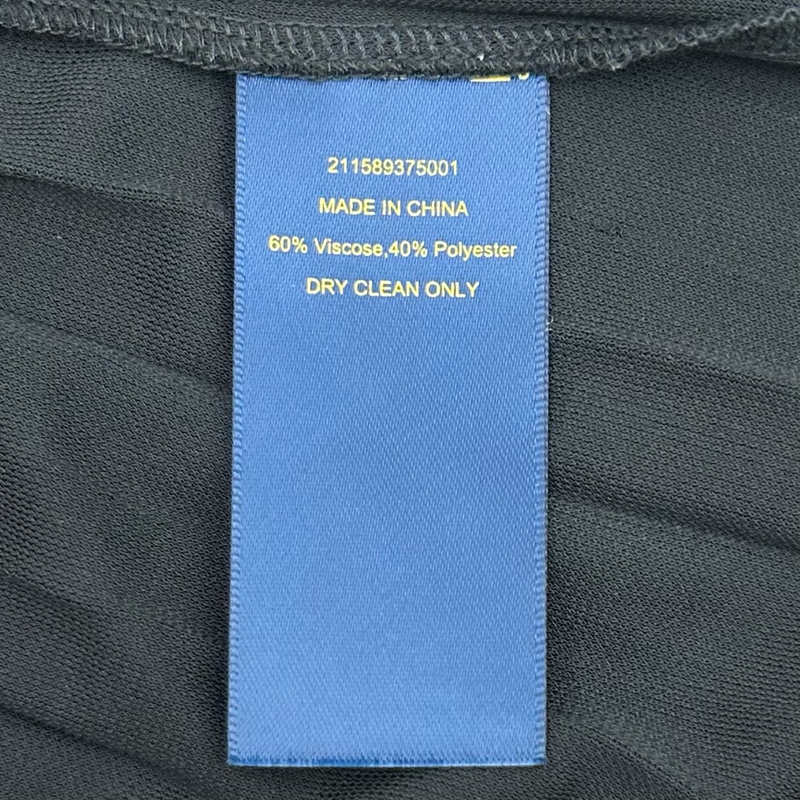 211589375001
MADE IN CHINA
60% Viscose,40% Polyester
DRY CLEAN ONLY